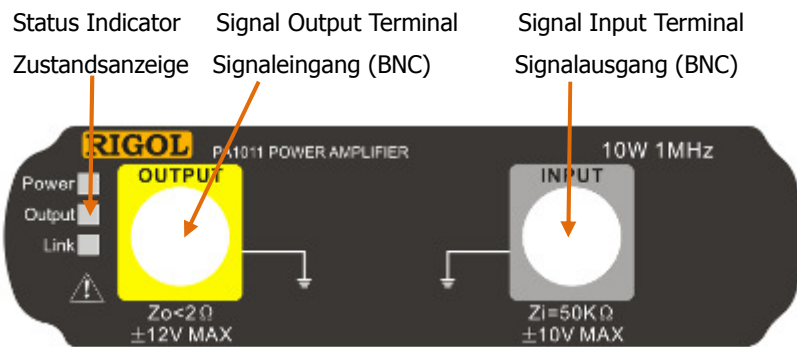 Status Indicator Signal Output Terminal Signal Input Terminal
Zustandsanzeige Signaleingang (BNC) Signalausgang (BNC)
RIGOL PA1011 POWER AMPLIFIER 10W 1MHz
Power OUTPUT INPUT
Output
Link
Zo<2Ω Zi=50KΩ
±12V MAX ±10V MAX